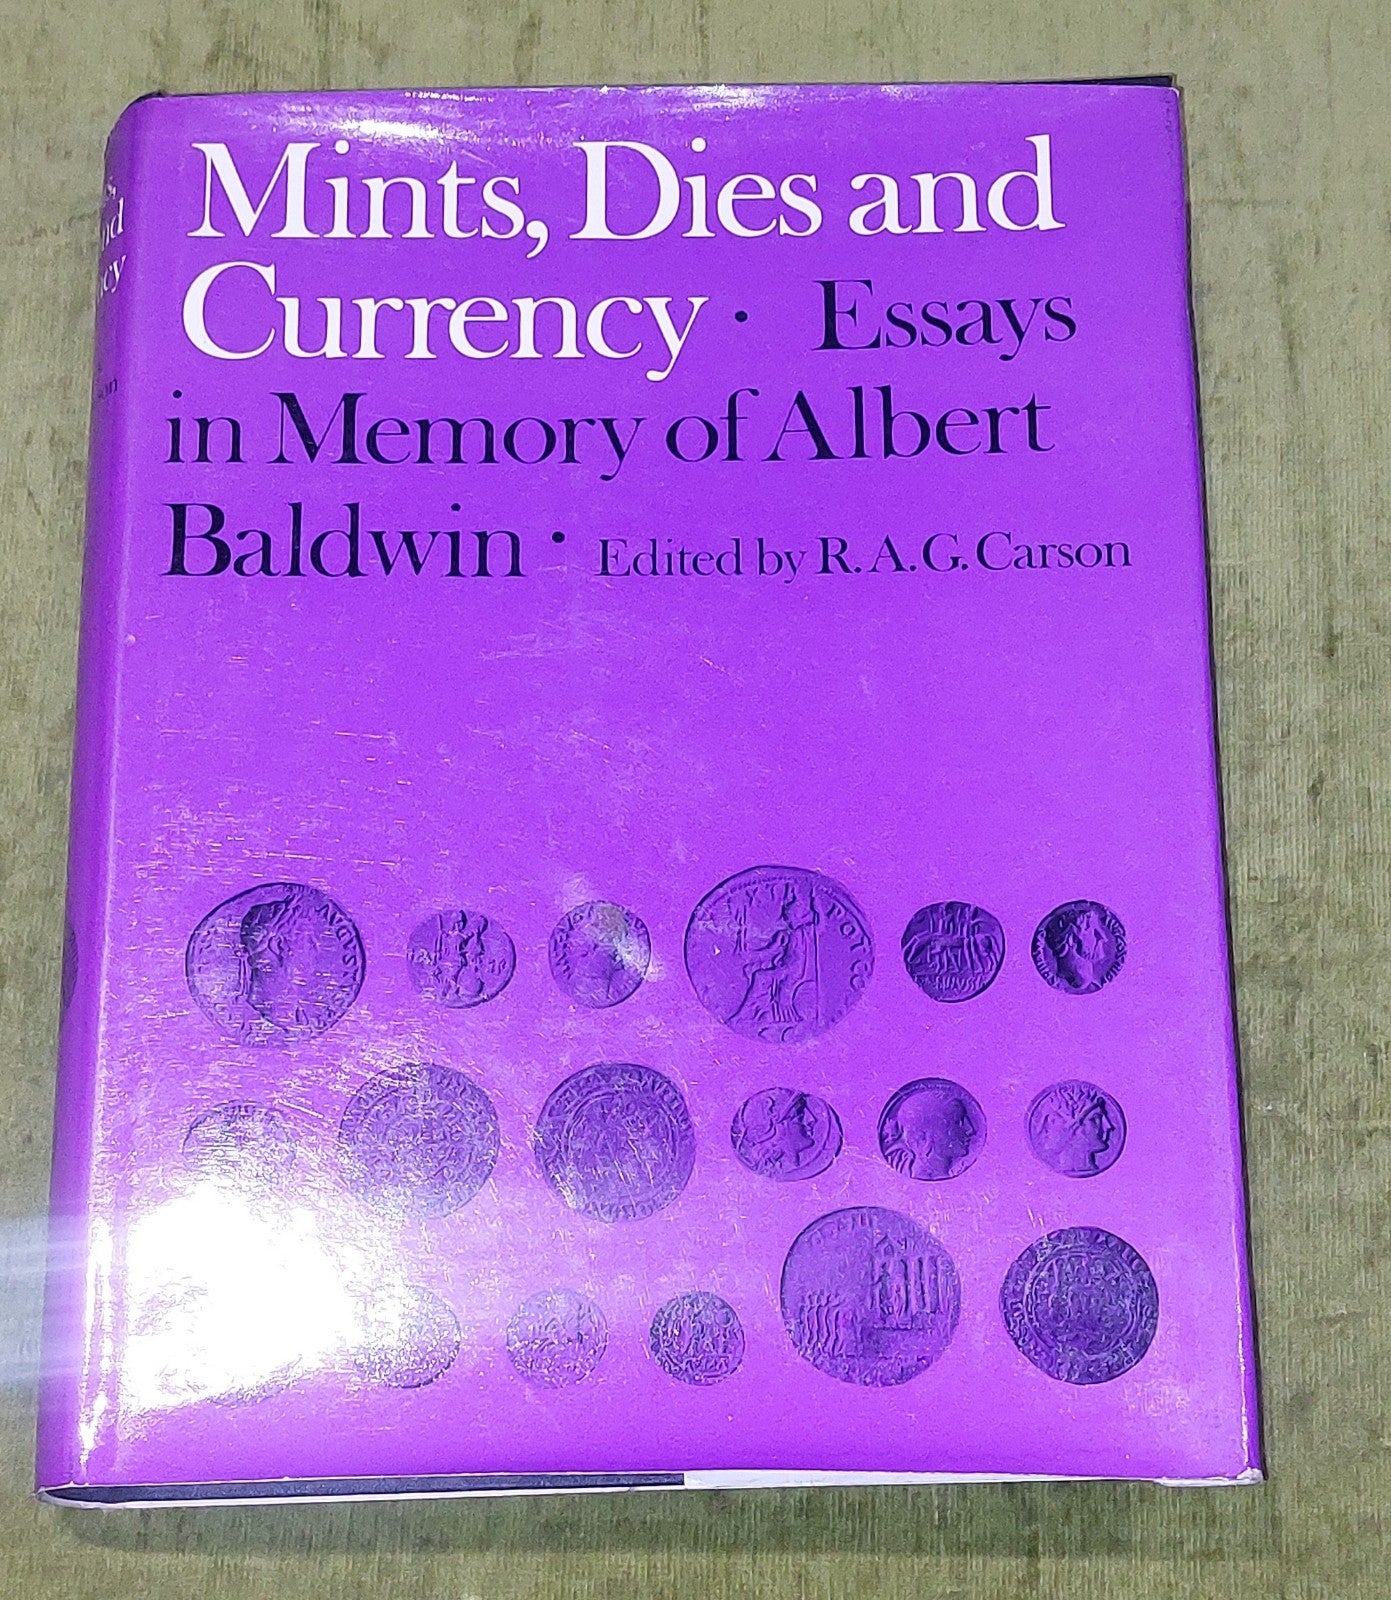 Mints, Dies and
Currency · Essays
in Memory of Albert
Baldwin · Edited by R.A.G. Carson